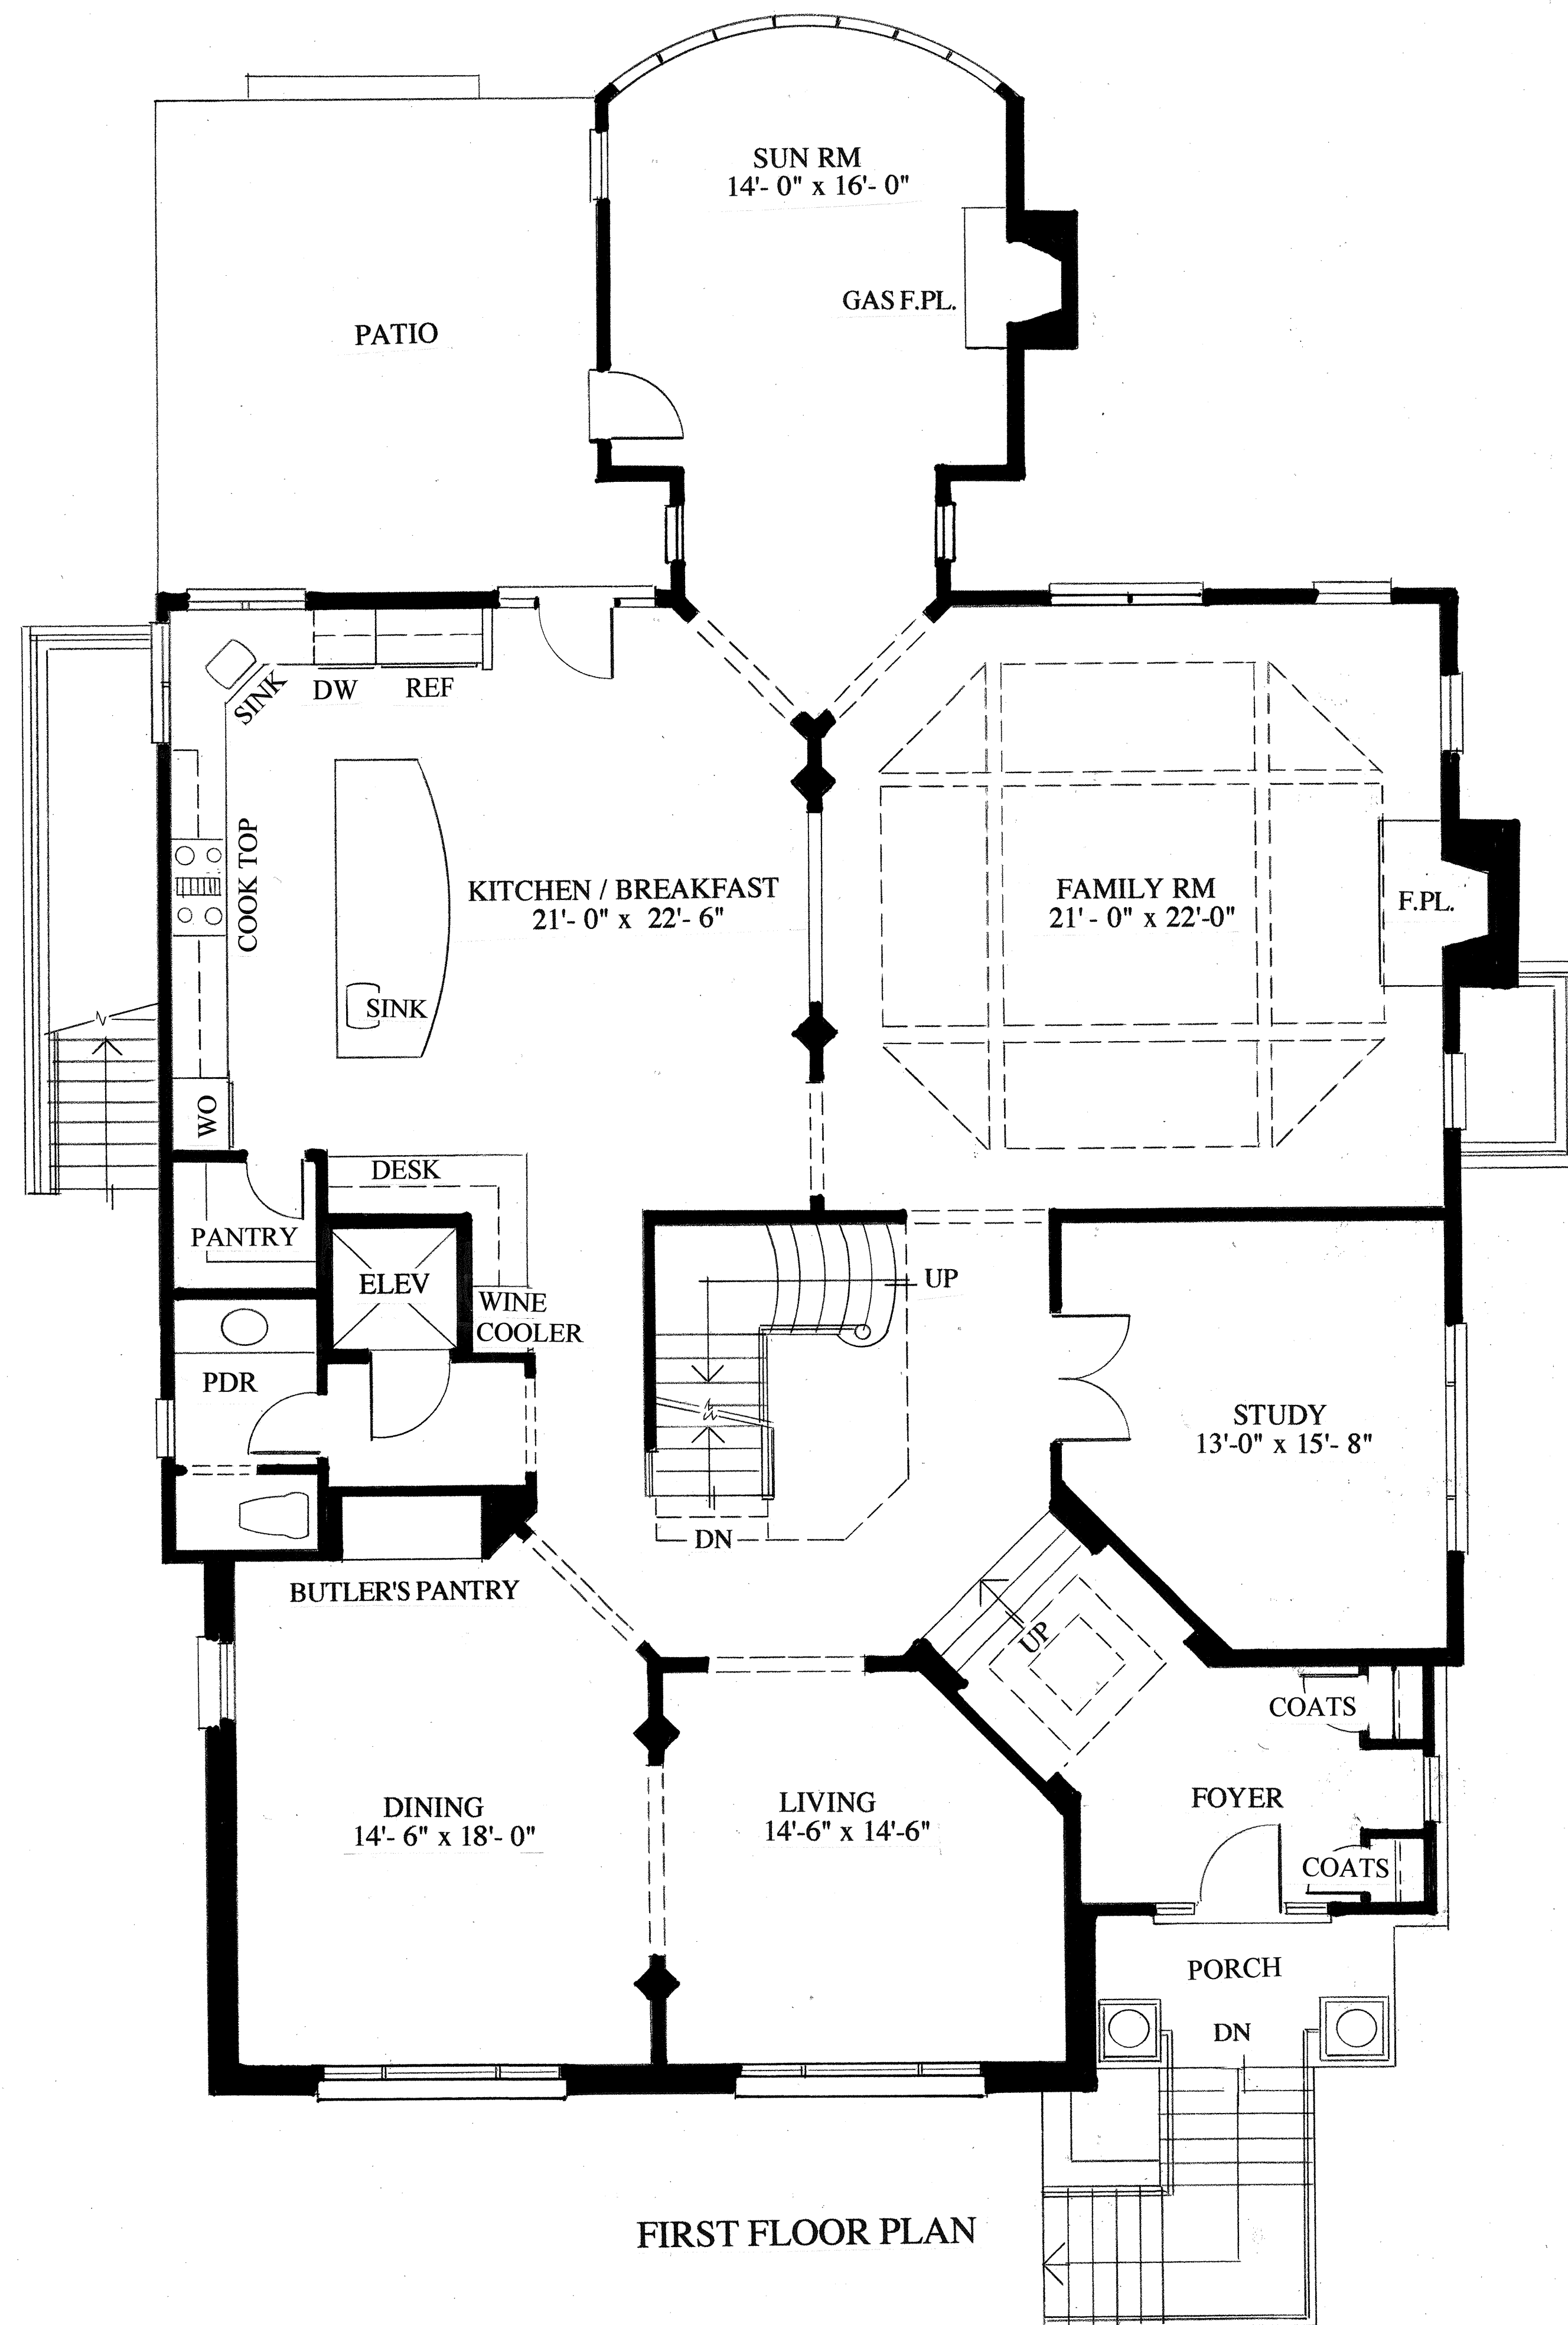 SUN RM
14'- 0" x 16'- 0"
GAS F.PL.
PATIO
SINK
DW
REF
COOK TOP
KITCHEN / BREAKFAST
21'- 0" x 22'- 6"
FAMILY RM
21' - 0" x 22'-0"
F.PL.
SINK
WO
DESK
PANTRY
ELEV
UP
WINE
COOLER
PDR
STUDY
13'-0" x 15'- 8"
DN
BUTLER'S PANTRY
UP
COATS
FOYER
DINING
14'- 6" x 18'- 0"
LIVING
14'-6" x 14'-6"
COATS
PORCH
DN
FIRST FLOOR PLAN